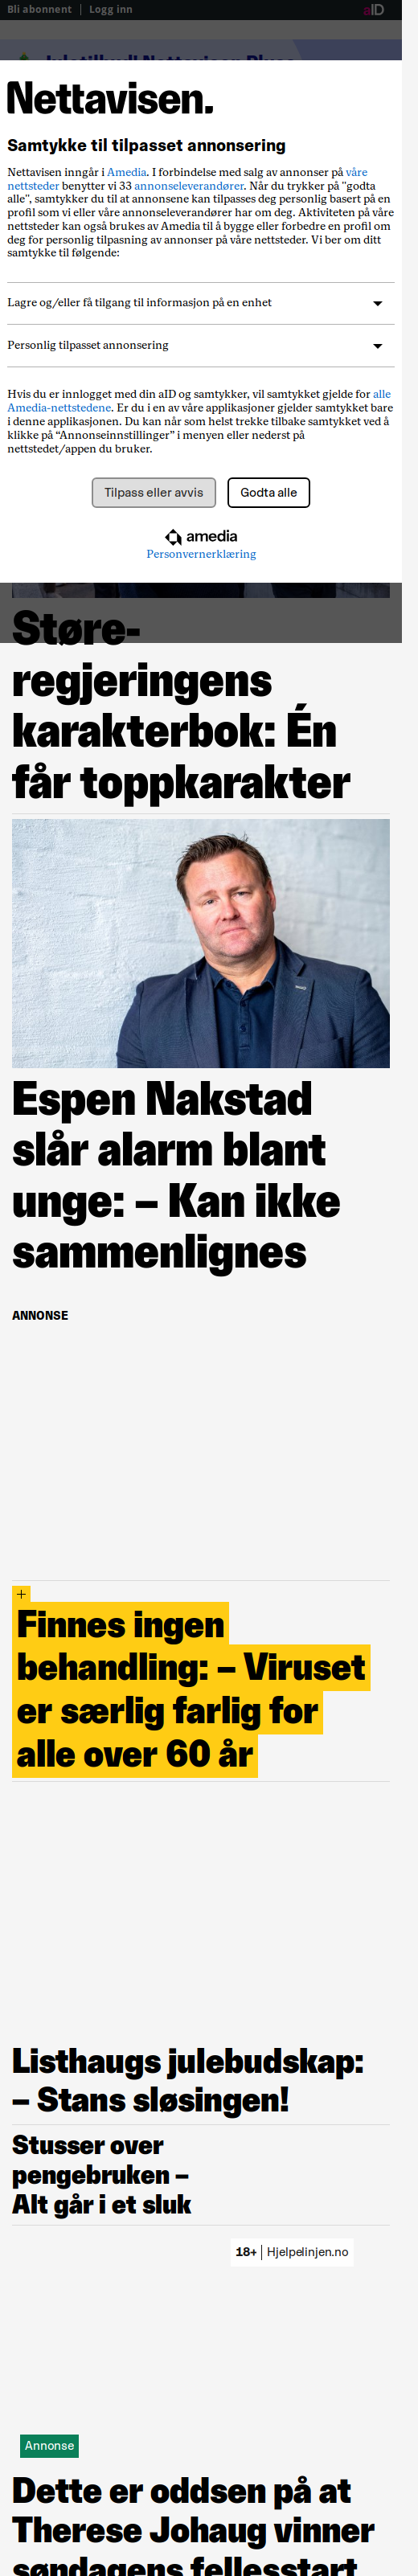 Bli abonnent | Logg inn
aID
Nettavisen.
Samtykke til tilpasset annonsering
Nettavisen inngår i Amedia. I forbindelse med salg av annonser på våre
nettsteder benytter vi 33 annonseleverandører. Når du trykker på "godta
alle", samtykker du til at annonsene kan tilpasses deg personlig basert på en
profil som vi eller våre annonseleverandører har om deg. Aktiviteten på våre
nettsteder kan også brukes av Amedia til å bygge eller forbedre en profil om
deg for personlig tilpasning av annonser på våre nettsteder. Vi ber om ditt
samtykke til følgende:
Lagre og/eller få tilgang til informasjon på en enhet
Personlig tilpasset annonsering
Hvis du er innlogget med din aID og samtykker, vil samtykket gjelde for alle
Amedia-nettstedene. Er du i en av våre applikasjoner gjelder samtykket bare
i denne applikasjonen. Du kan når som helst trekke tilbake samtykket ved å
klikke på “Annonseinnstillinger” i menyen eller nederst på
nettstedet/appen du bruker.
Tilpass eller avvis
Godta alle
amedia
Personvernerklæring
Støre-
regjeringens
karakterbok: Én
får toppkarakter
Espen Nakstad
slår alarm blant
unge: – Kan ikke
sammenlignes
ANNONSE
+
Finnes ingen
behandling: – Viruset
er særlig farlig for
alle over 60 år
Listhaugs julebudskap:
– Stans sløsingen!
Stusser over
pengebruken –
Alt går i et sluk
18+ | Hjelpelinjen.no
Annonse
Dette er oddsen på at
Therese Johaug vinner
søndagens fellesstart